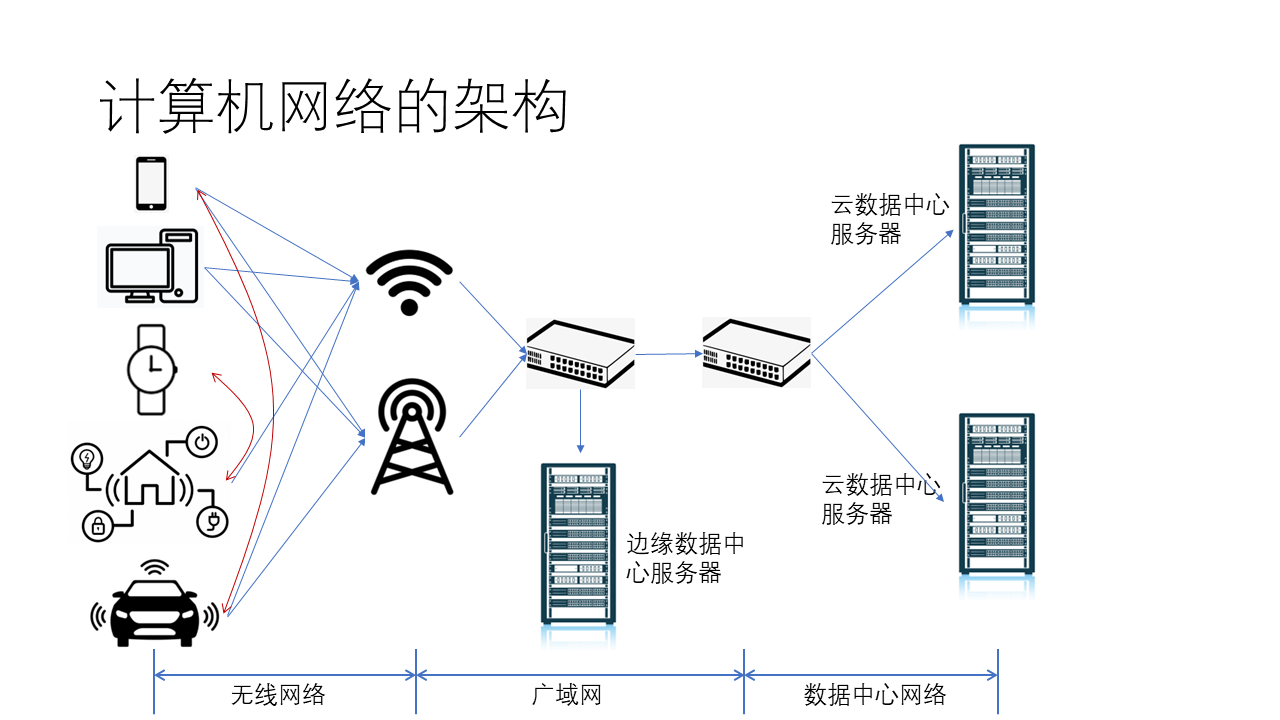 计算机网络的架构
云数据中心
服务器
云数据中心
服务器
边缘数据中
心服务器
无线网络
广域网
数据中心网络